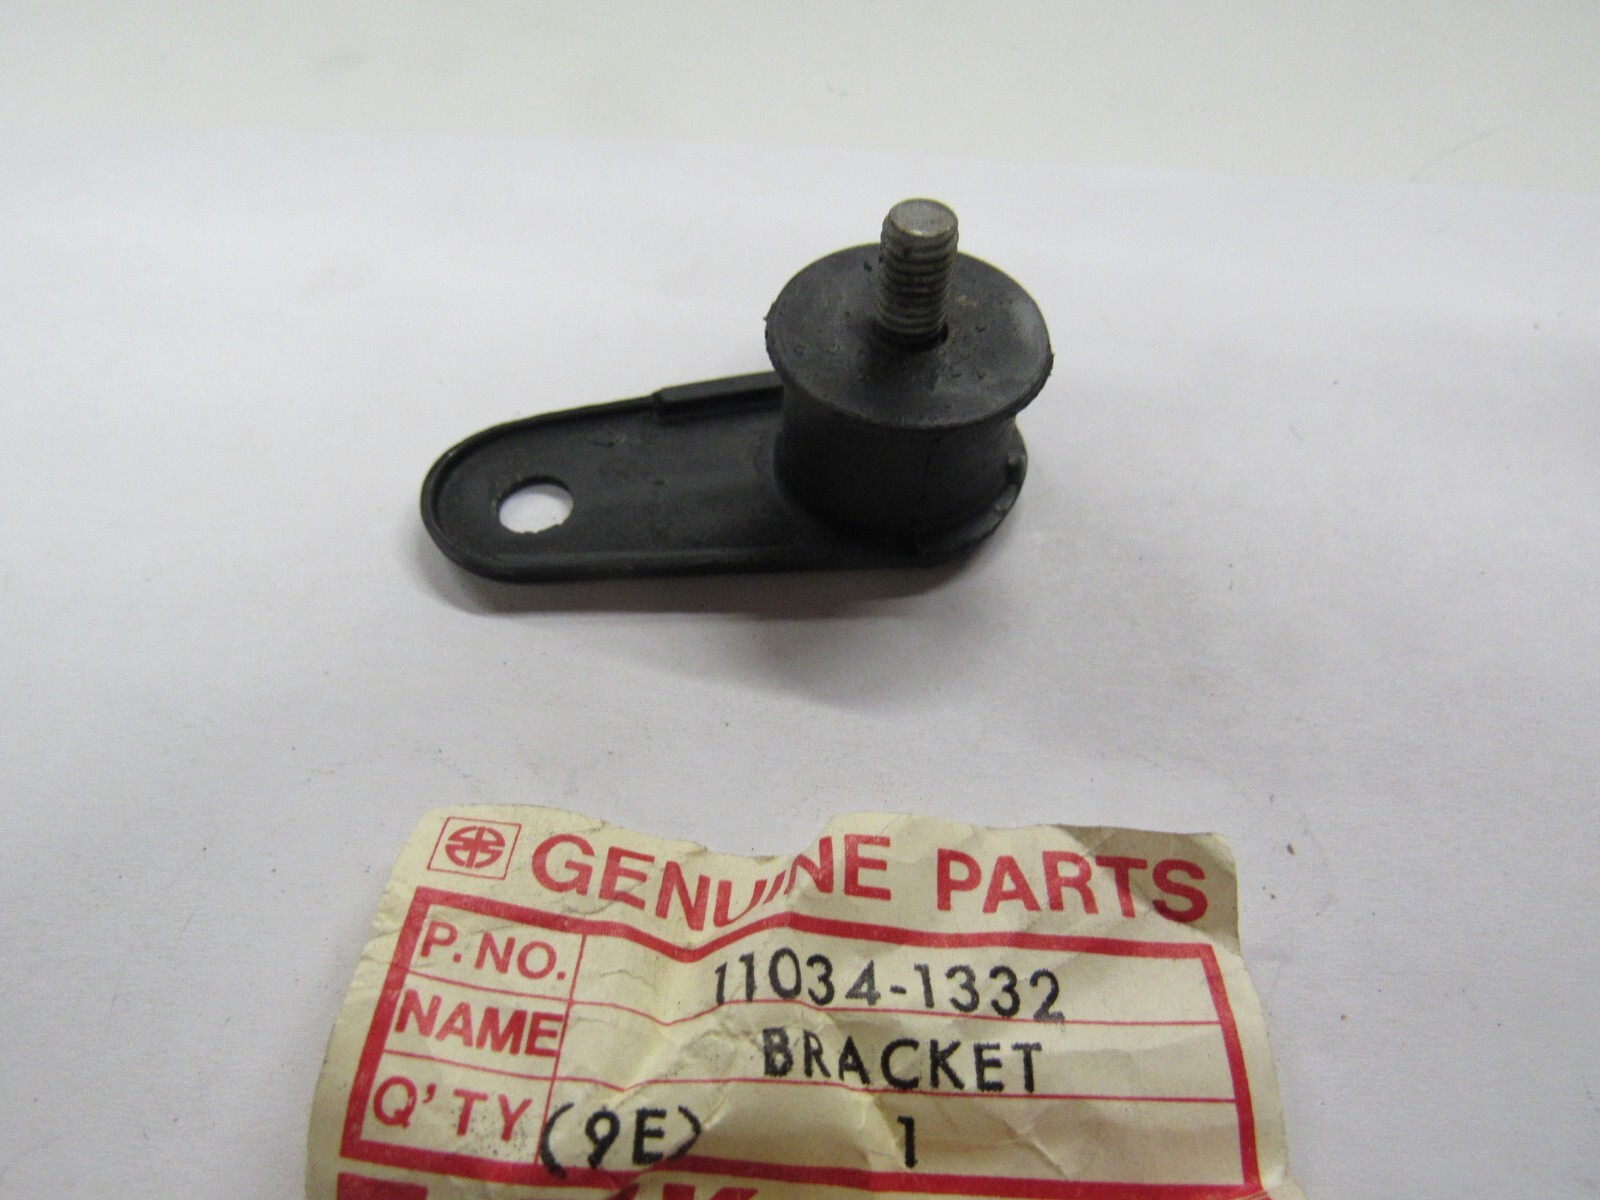 GENUINE PARTS
P.NO. 11034-1332
NAME BRACKET
Q'TY (9E) 1